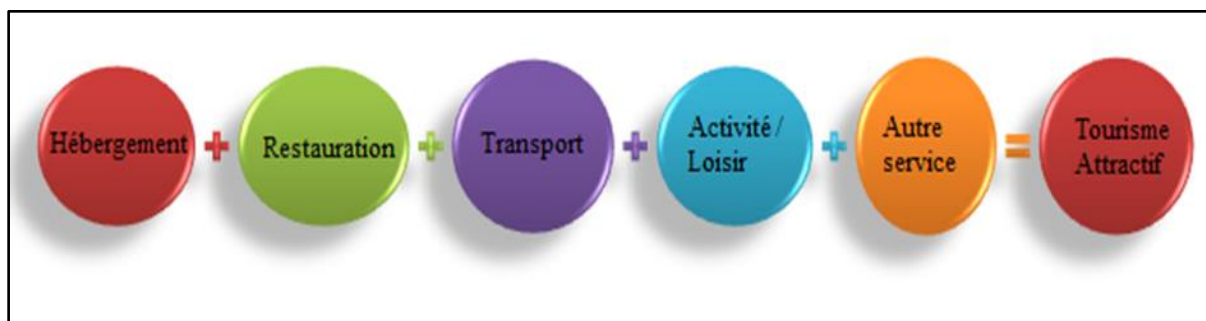 Hébergement
+
Restauration
+
Transport
+
Activité /
Loisir
+
Autre
service
=
Tourisme
Attractif